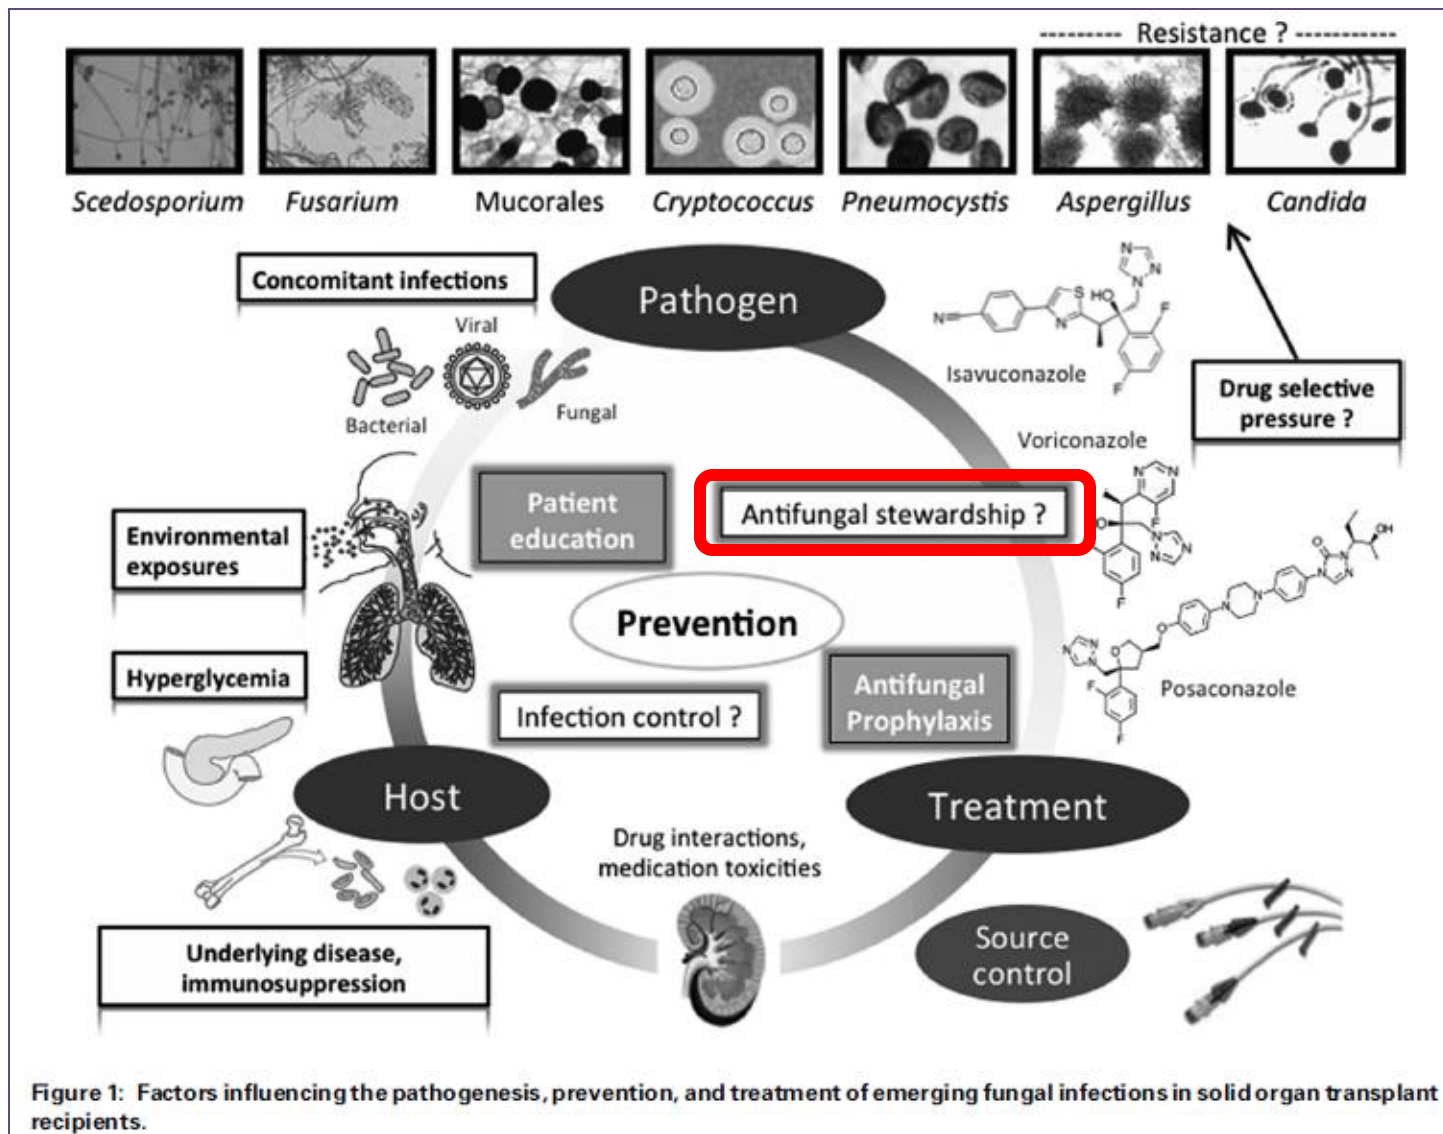 --------- Resistance ? -----------
Scedosporium
Fusarium
Mucorales
Cryptococcus
Pneumocystis
Aspergillus
Candida
Concomitant infections
Viral
Bacterial
Fungal
Pathogen
N
S
N
HO
N
N
N
F
F
Isavuconazole
Drug selective
pressure ?
Voriconazole
N
N
F
O
N
N
N
F
Patient
education
Antifungal stewardship ?
Environmental
exposures
Prevention
Hyperglycemia
Infection control ?
Antifungal
Prophylaxis
OH
O
N
N
N
N
N
O
O
N
N
N
F
F
Posaconazole
Host
Treatment
Drug interactions,
medication toxicities
Underlying disease,
immunosuppression
Source
control
Figure 1: Factors influencing the pathogenesis, prevention, and treatment of emerging fungal infections in solid organ transplant
recipients.